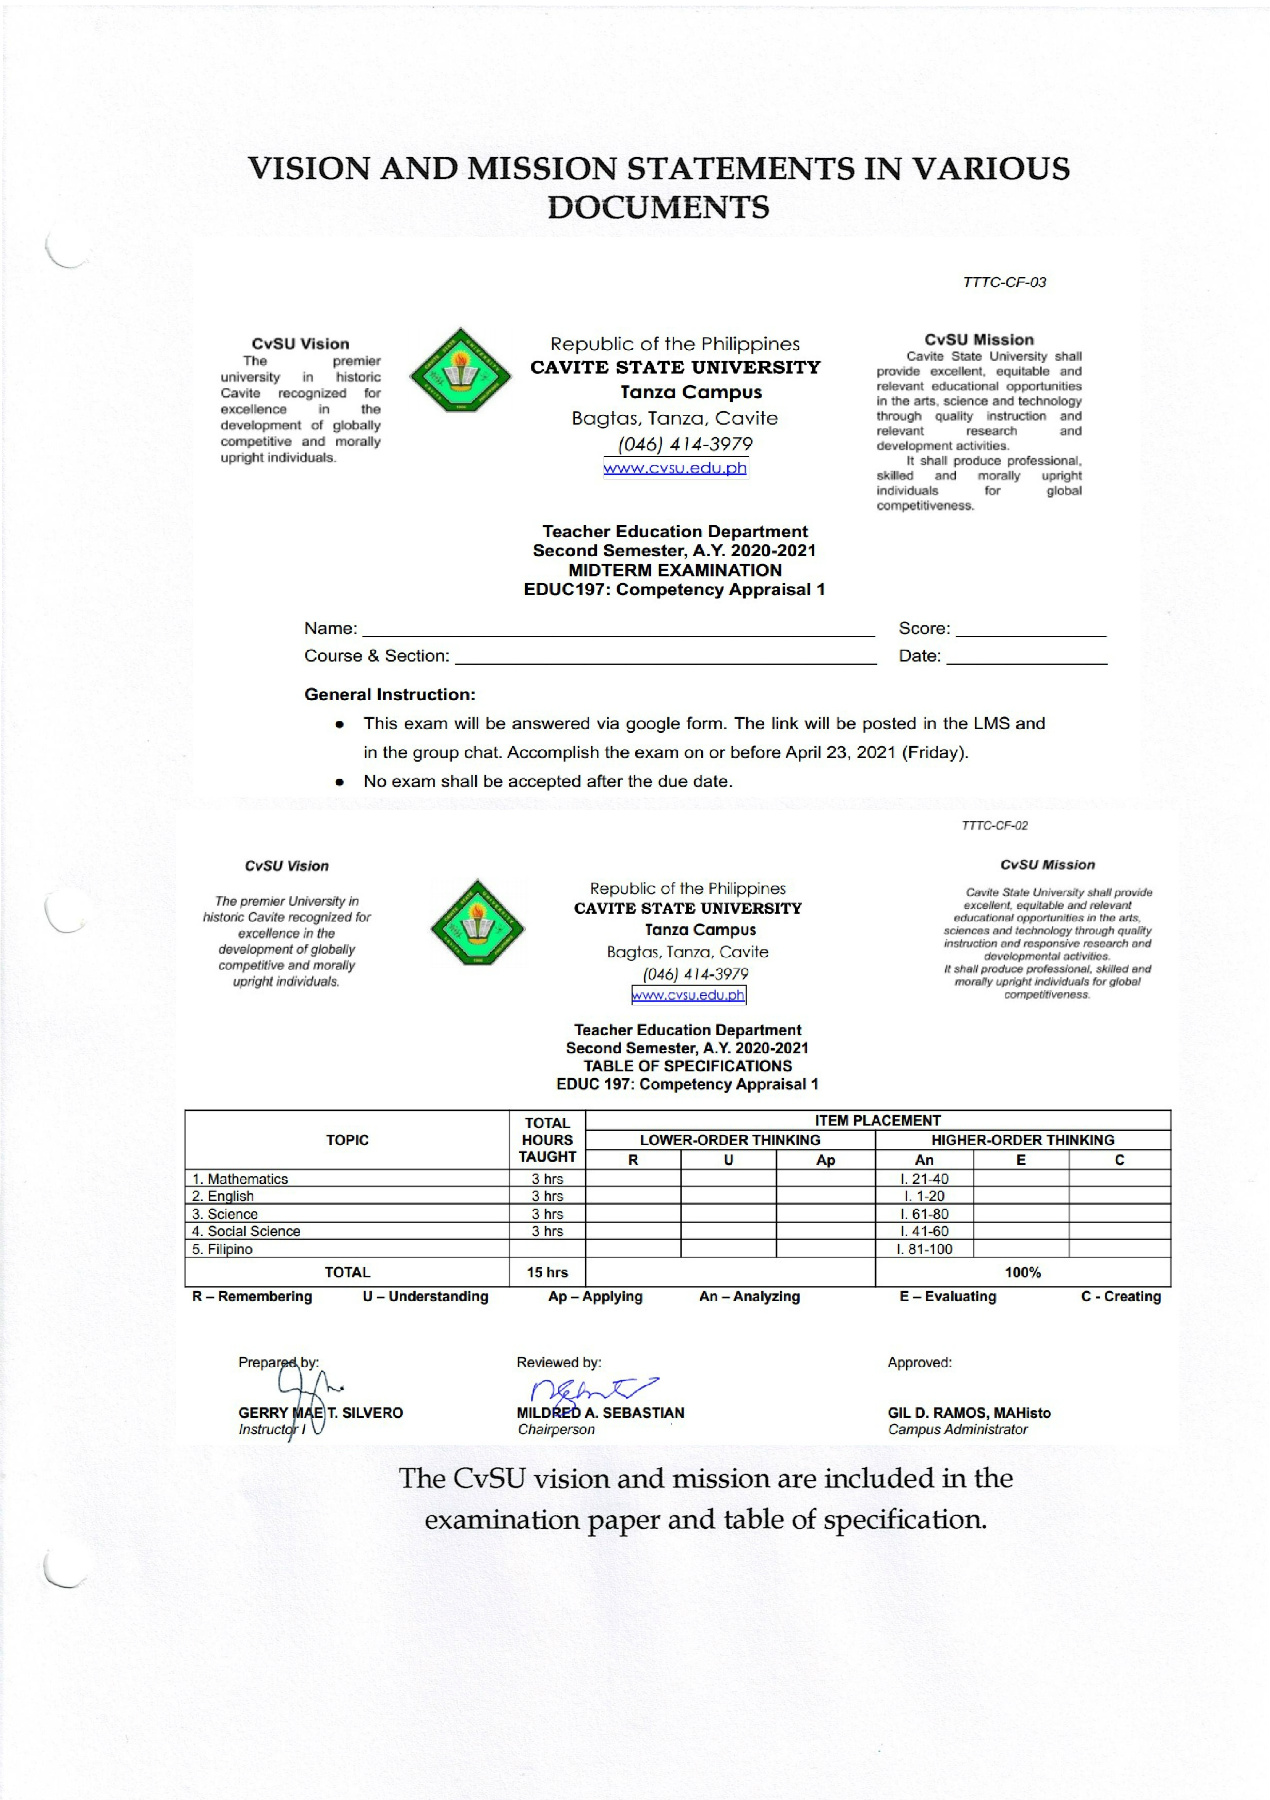 VISION AND MISSION STATEMENTS IN VARIOUS
DOCUMENTS
TTTC-CF-03
CvSU Vision
The premier
university in historic
Cavite recognized for
excellence in the
development of globally
competitive and morally
upright individuals.
Republic of the Philippines
CAVITE STATE UNIVERSITY
Tanza Campus
Bagtas, Tanza, Cavite
(046) 414-3979
www.cvsu.edu.ph
CvSU Mission
Cavite State University shall
provide excellent, equitable and
relevant educational opportunities
in the arts, science and technology
through quality instruction and
relevant research and
development activities.
It shall produce professional,
skilled and morally upright
individuals for global
competitiveness.
Teacher Education Department
Second Semester, A.Y. 2020-2021
MIDTERM EXAMINATION
EDUC197: Competency Appraisal 1
Name: Score:
Course & Section: Date:
General Instruction:
● This exam will be answered via google form. The link will be posted in the LMS and
in the group chat. Accomplish the exam on or before April 23, 2021 (Friday).
● No exam shall be accepted after the due date.
TTTC-CF-02
CvSU Vision
The premier University in
historic Cavite recognized for
excellence in the
development of globally
competitive and morally
upright individuals.
Republic of the Philippines
CAVITE STATE UNIVERSITY
Tanza Campus
Bagtas, Tanza, Cavite
(046) 414-3979
www.cvsu.edu.ph
CvSU Mission
Cavite State University shall provide
excellent, equitable and relevant
educational opportunities in the arts,
sciences and technology through quality
instruction and responsive research and
developmental activities.
It shall produce professional, skilled and
morally upright individuals for global
competitiveness.
Teacher Education Department
Second Semester, A.Y. 2020-2021
TABLE OF SPECIFICATIONS
EDUC 197: Competency Appraisal 1
TOPIC TOTAL HOURS TAUGHT ITEM PLACEMENT
LOWER-ORDER THINKING HIGHER-ORDER THINKING
R U Ap An E C
1. Mathematics 3 hrs I. 21-40
2. English 3 hrs I. 1-20
3. Science 3 hrs I. 61-80
4. Social Science 3 hrs I. 41-60
5. Filipino I. 81-100
TOTAL 15 hrs 100%
R – Remembering U – Understanding Ap – Applying An – Analyzing E – Evaluating C - Creating
Prepared by: Reviewed by: Approved:
GERRY MAE T. SILVERO MILDRED A. SEBASTIAN GIL D. RAMOS, MAHisto
Instructor I Chairperson Campus Administrator
The CvSU vision and mission are included in the
examination paper and table of specification.